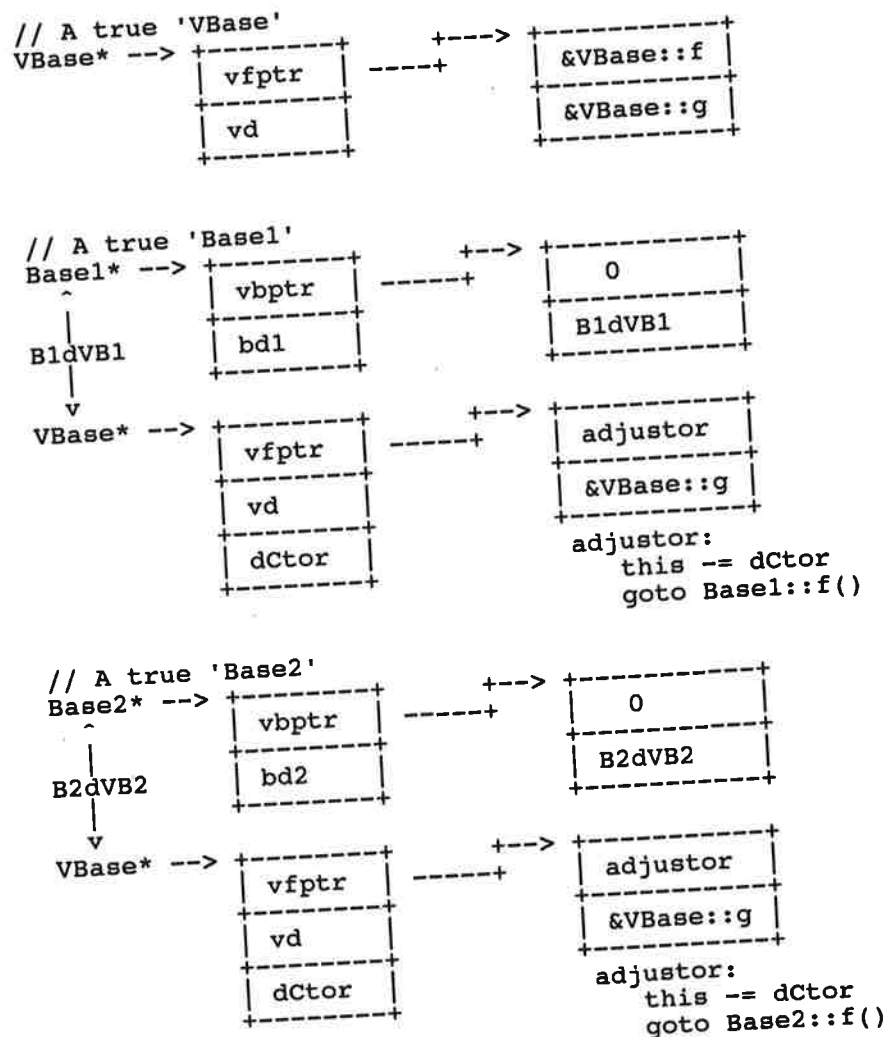 // A true 'VBase'
VBase* --> +---------+ +---> +-----------+
| vfptr | ----+ | &VBase::f |
+---------+ +-----------+
| vd | | &VBase::g |
+---------+ +-----------+
// A true 'Base1'
Base1* --> +---------+ +--> +-----------+
^ | vbptr | -----+ | 0 |
| +---------+ +-----------+
B1dVB1 | bd1 | | B1dVB1 |
| +---------+ +-----------+
v
VBase* --> +---------+ +--> +-----------+
| vfptr | -----+ | adjustor |
+---------+ +-----------+
| vd | | &VBase::g |
+---------+ +-----------+
| dCtor | adjustor:
+---------+ this -= dCtor
goto Base1::f()
// A true 'Base2'
Base2* --> +---------+ +--> +-----------+
^ | vbptr | -----+ | 0 |
| +---------+ +-----------+
B2dVB2 | bd2 | | B2dVB2 |
| +---------+ +-----------+
v
VBase* --> +---------+ +--> +-----------+
| vfptr | -----+ | adjustor |
+---------+ +-----------+
| vd | | &VBase::g |
+---------+ +-----------+
| dCtor | adjustor:
+---------+ this -= dCtor
goto Base2::f()